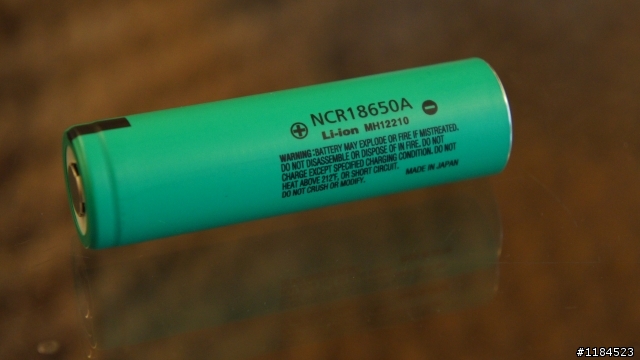 NCR18650A
Li-ion MH12210
WARNING:BATTERY MAY EXPLODE OR FIRE IF MISTREATED.
DO NOT DISASSEMBLE OR DISPOSE OF IN FIRE. DO NOT
CHARGE EXCEPT SPECIFIED CHARGING CONDITION. DO NOT
HEAT ABOVE 212°F, OR SHORT CIRCUIT.
DO NOT CRUSH OR MODIFY. MADE IN JAPAN
#1184523